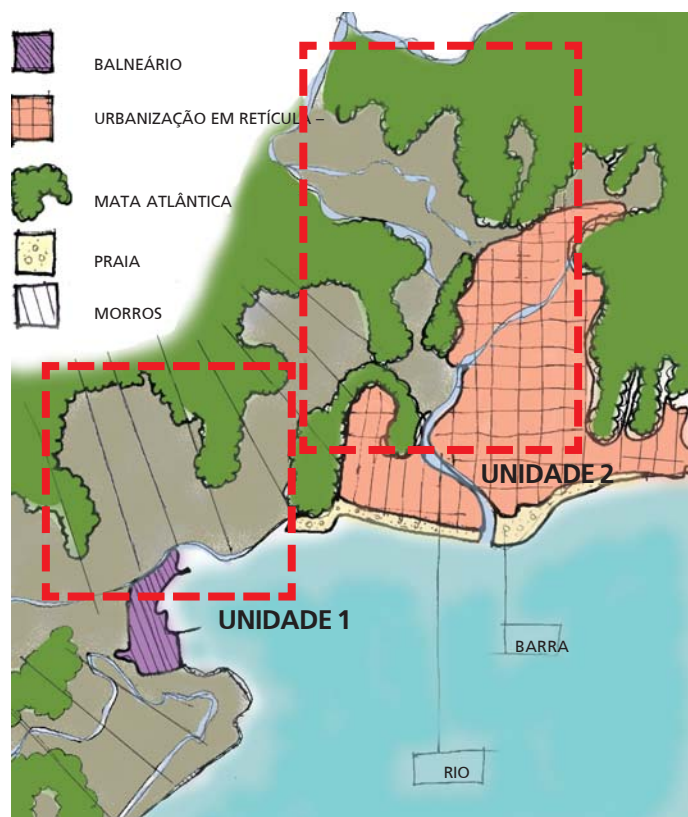 BALNEÁRIO
URBANIZAÇÃO EM RETÍCULA –
MATA ATLÂNTICA
PRAIA
MORROS
UNIDADE 2
UNIDADE 1
BARRA
RIO